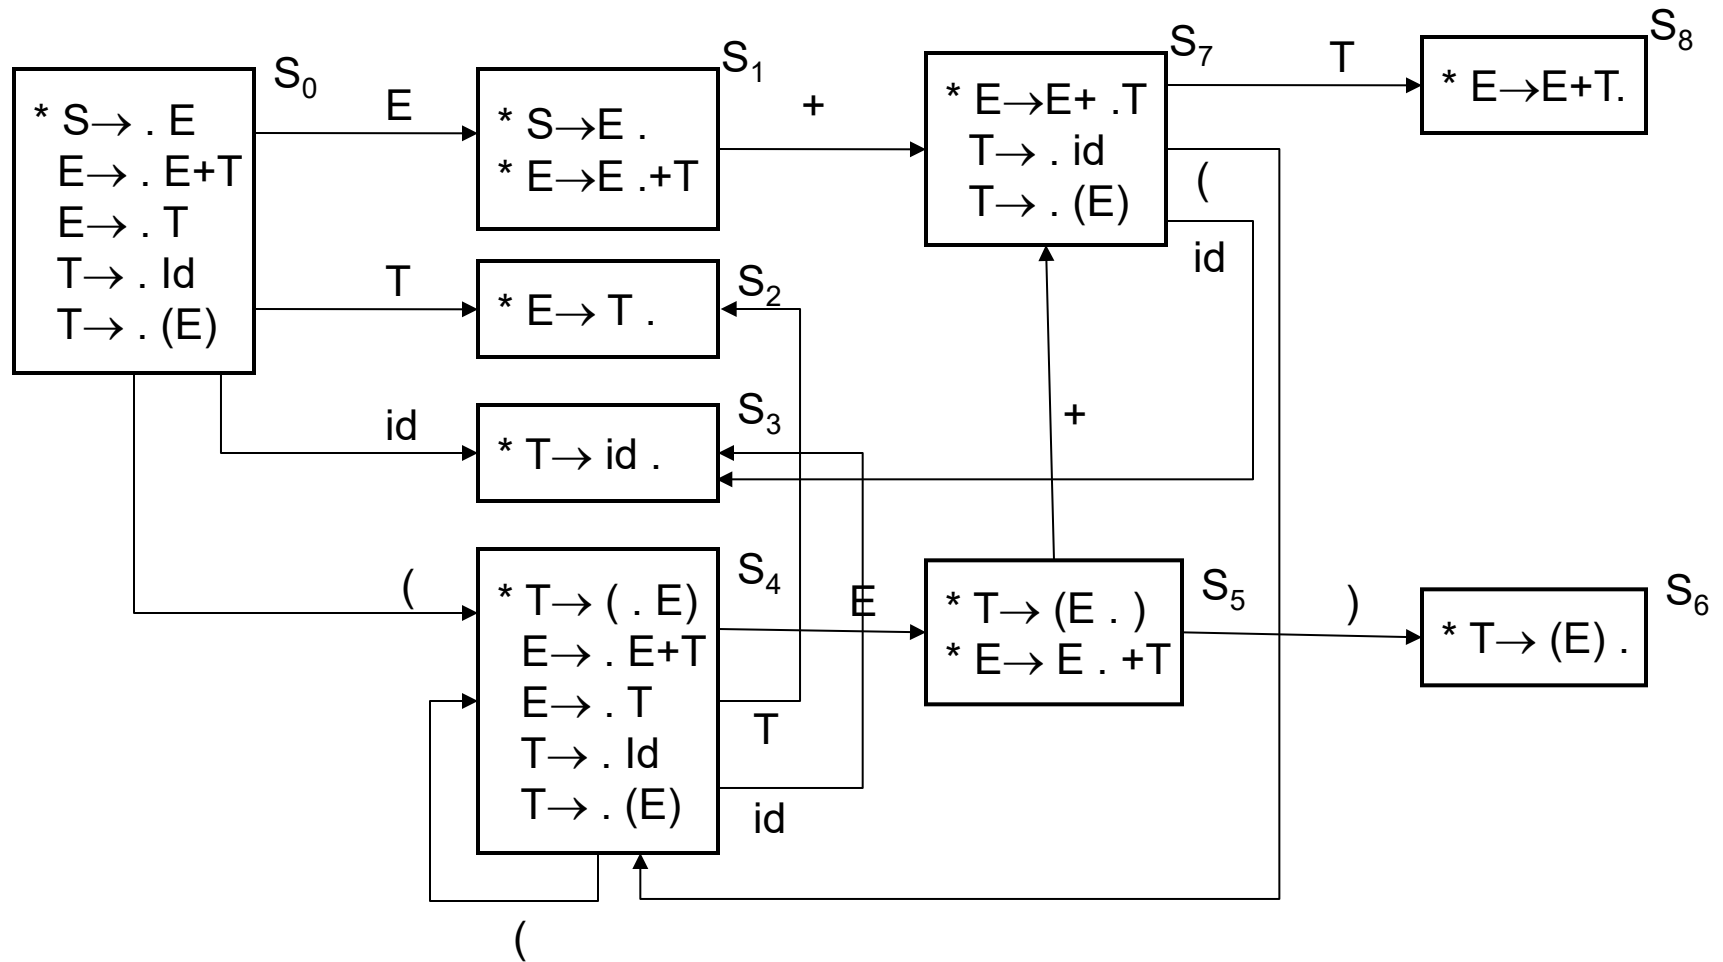 S0
* S→ . E
E→ . E+T
E→ . T
T→ . Id
T→ . (E)
E
T
id
(
S1
* S→E .
* E→E .+T
+
S2
* E→ T .
S3
* T→ id .
S4
* T→ ( . E)
E→ . E+T
E→ . T
T→ . Id
T→ . (E)
E
T
id
(
S7
* E→E+ .T
T→ . id
T→ . (E)
T
(
id
S8
* E→E+T.
+
S5
* T→ (E . )
* E→ E . +T
)
S6
* T→ (E) .